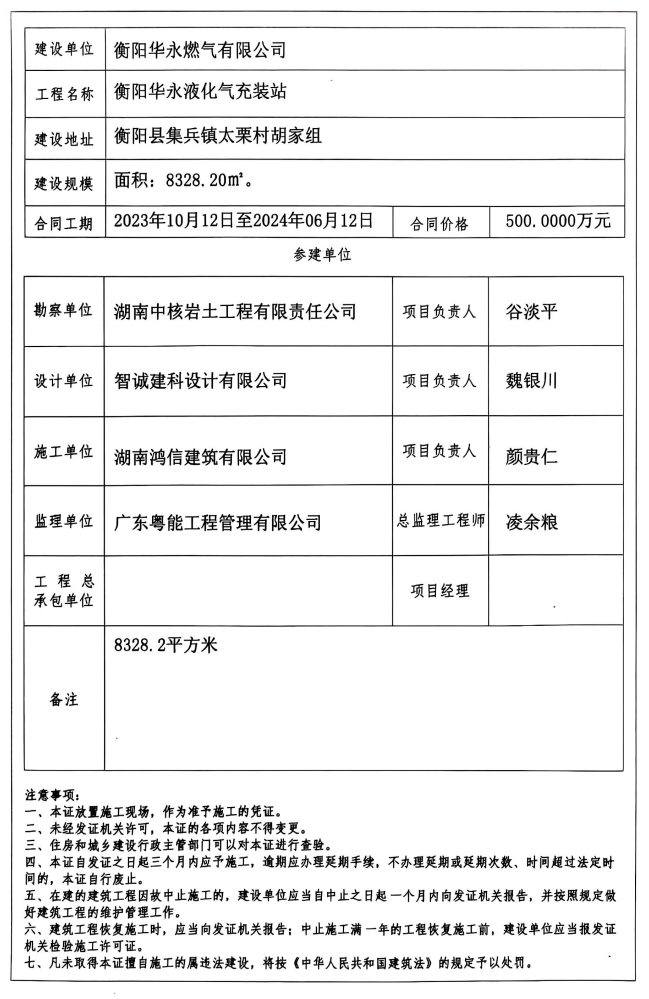 建设单位 衡阳华永燃气有限公司
工程名称 衡阳华永液化气充装站
建设地址 衡阳县集兵镇太栗村胡家组
建设规模 面积：8328.20㎡。
合同工期 2023年10月12日至2024年06月12日 合同价格 500.0000万元
参建单位
勘察单位 湖南中核岩土工程有限责任公司 项目负责人 谷淡平
设计单位 智诚建科设计有限公司 项目负责人 魏银川
施工单位 湖南鸿信建筑有限公司 项目负责人 颜贵仁
监理单位 广东粤能工程管理有限公司 总监理工程师 凌余粮
工程总
承包单位 项目经理
8328.2平方米
备注
注意事项：
一、本证放置施工现场，作为准予施工的凭证。
二、未经发证机关许可，本证的各项内容不得变更。
三、住房和城乡建设行政主管部门可以对本证进行查验。
四、本证自发证之日起三个月内应予施工，逾期应办理延期手续，不办理延期或延期次数、时间超过法定时
间的，本证自行废止。
五、在建的建筑工程因故中止施工的，建设单位应当自中止之日起一个月内向发证机关报告，并按照规定做
好建筑工程的维护管理工作。
六、建筑工程恢复施工时，应当向发证机关报告；中止施工满一年的工程恢复施工前，建设单位应当报发证
机关检验施工许可证。
七、凡未取得本证擅自施工的属违法建设，将按《中华人民共和国建筑法》的规定予以处罚。